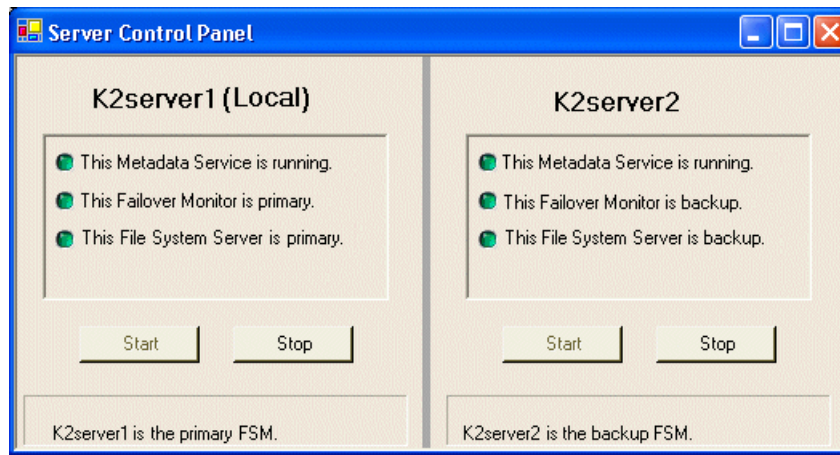 Server Control Panel
K2server1 (Local)
This Metadata Service is running.
This Failover Monitor is primary.
This File System Server is primary.
Start
Stop
K2server1 is the primary FSM.
K2server2
This Metadata Service is running.
This Failover Monitor is backup.
This File System Server is backup.
Start
Stop
K2server2 is the backup FSM.